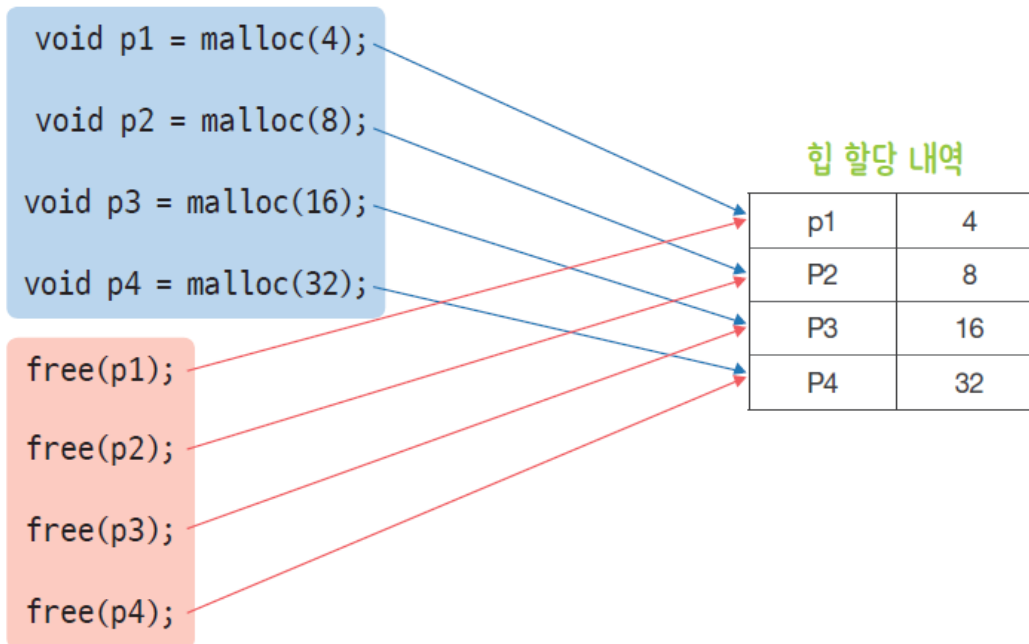 void p1 = malloc(4);
void p2 = malloc(8);
void p3 = malloc(16);
void p4 = malloc(32);
free(p1);
free(p2);
free(p3);
free(p4);
힙 할당 내역
p1 4
P2 8
P3 16
P4 32